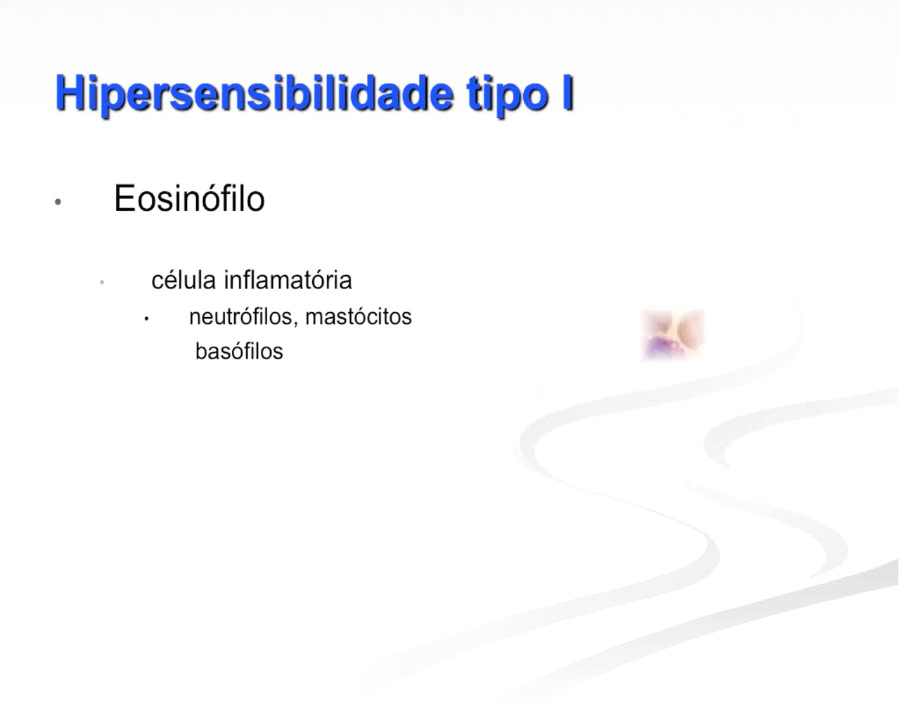 Hipersensibilidade tipo I
• Eosinófilo
• célula inflamatória
• neutrófilos, mastócitos
basófilos